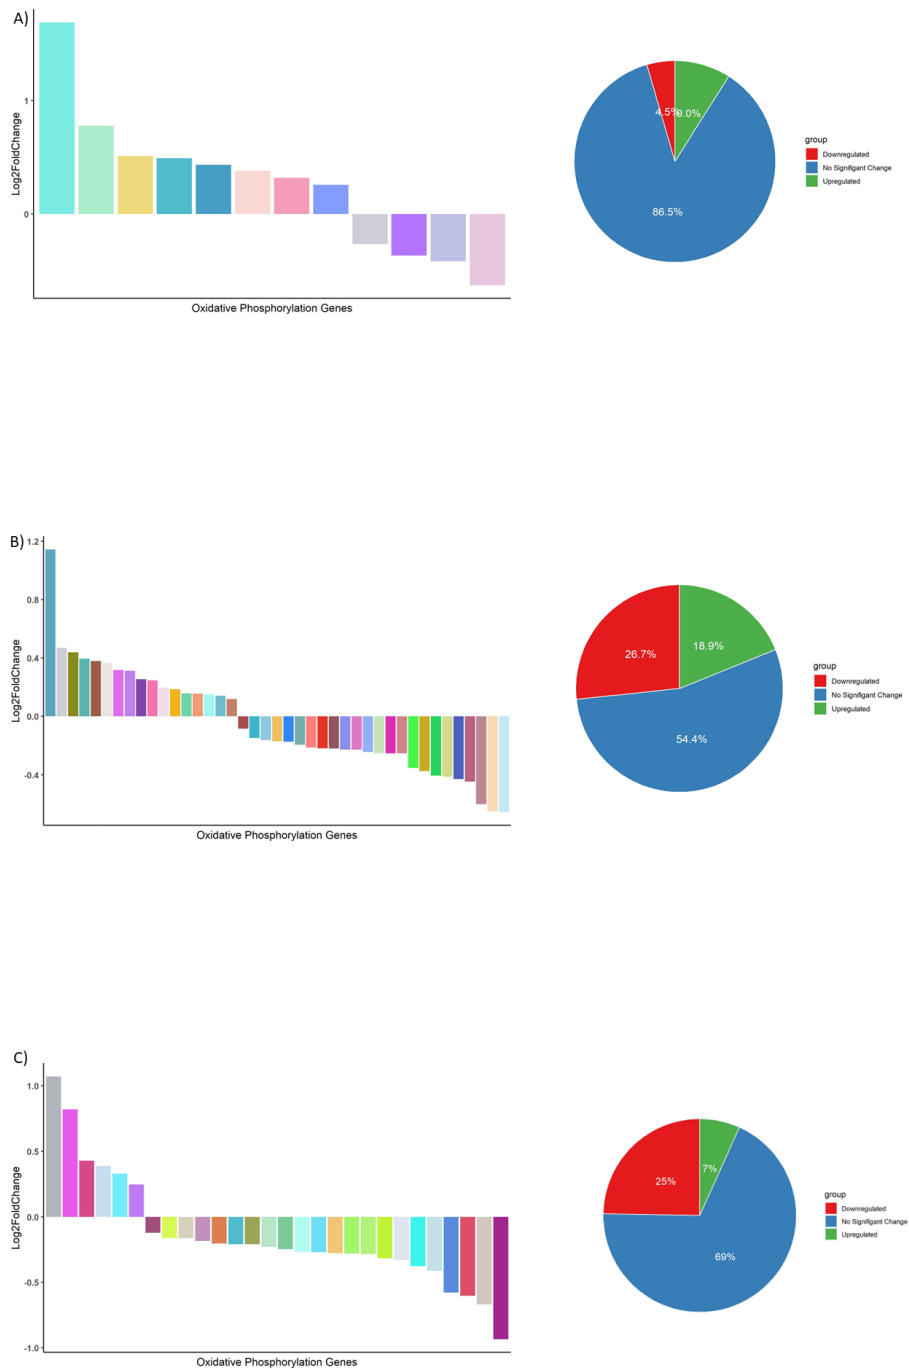 A)
Log2FoldChange
1
0
Oxidative Phosphorylation Genes
4.5%
9.0%
86.5%
group
Downregulated
No Signifigant Change
Upregulated
B)
Log2FoldChange
1.2
0.8
0.4
0.0
-0.4
Oxidative Phosphorylation Genes
26.7%
18.9%
54.4%
group
Downregulated
No Signifigant Change
Upregulated
C)
Log2FoldChange
1.0
0.5
0.0
-0.5
-1.0
Oxidative Phosphorylation Genes
25%
7%
69%
group
Downregulated
No Signifigant Change
Upregulated